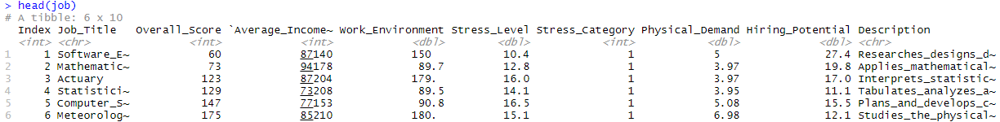 > head(job)
# A tibble: 6 x 10
Index Job_Title Overall_Score `Average_Income~ Work_Environment Stress_Level Stress_Category Physical_Demand Hiring_Potential Description
<int> <chr> <int> <int> <dbl> <dbl> <int> <dbl> <dbl> <chr>
1 1 Software_E~ 60 87140 150 10.4 1 5 27.4 Researches_designs_d~
2 2 Mathematic~ 73 94178 89.7 12.8 1 3.97 19.8 Applies_mathematical~
3 3 Actuary 123 87204 179. 16.0 1 3.97 17.0 Interprets_statistic~
4 4 Statistici~ 129 73208 89.5 14.1 1 3.95 11.1 Tabulates_analyzes_a~
5 5 Computer_S~ 147 77153 90.8 16.5 1 5.08 15.5 Plans_and_develops_c~
6 6 Meteorolog~ 175 85210 180. 15.1 1 6.98 12.1 Studies_the_physical~